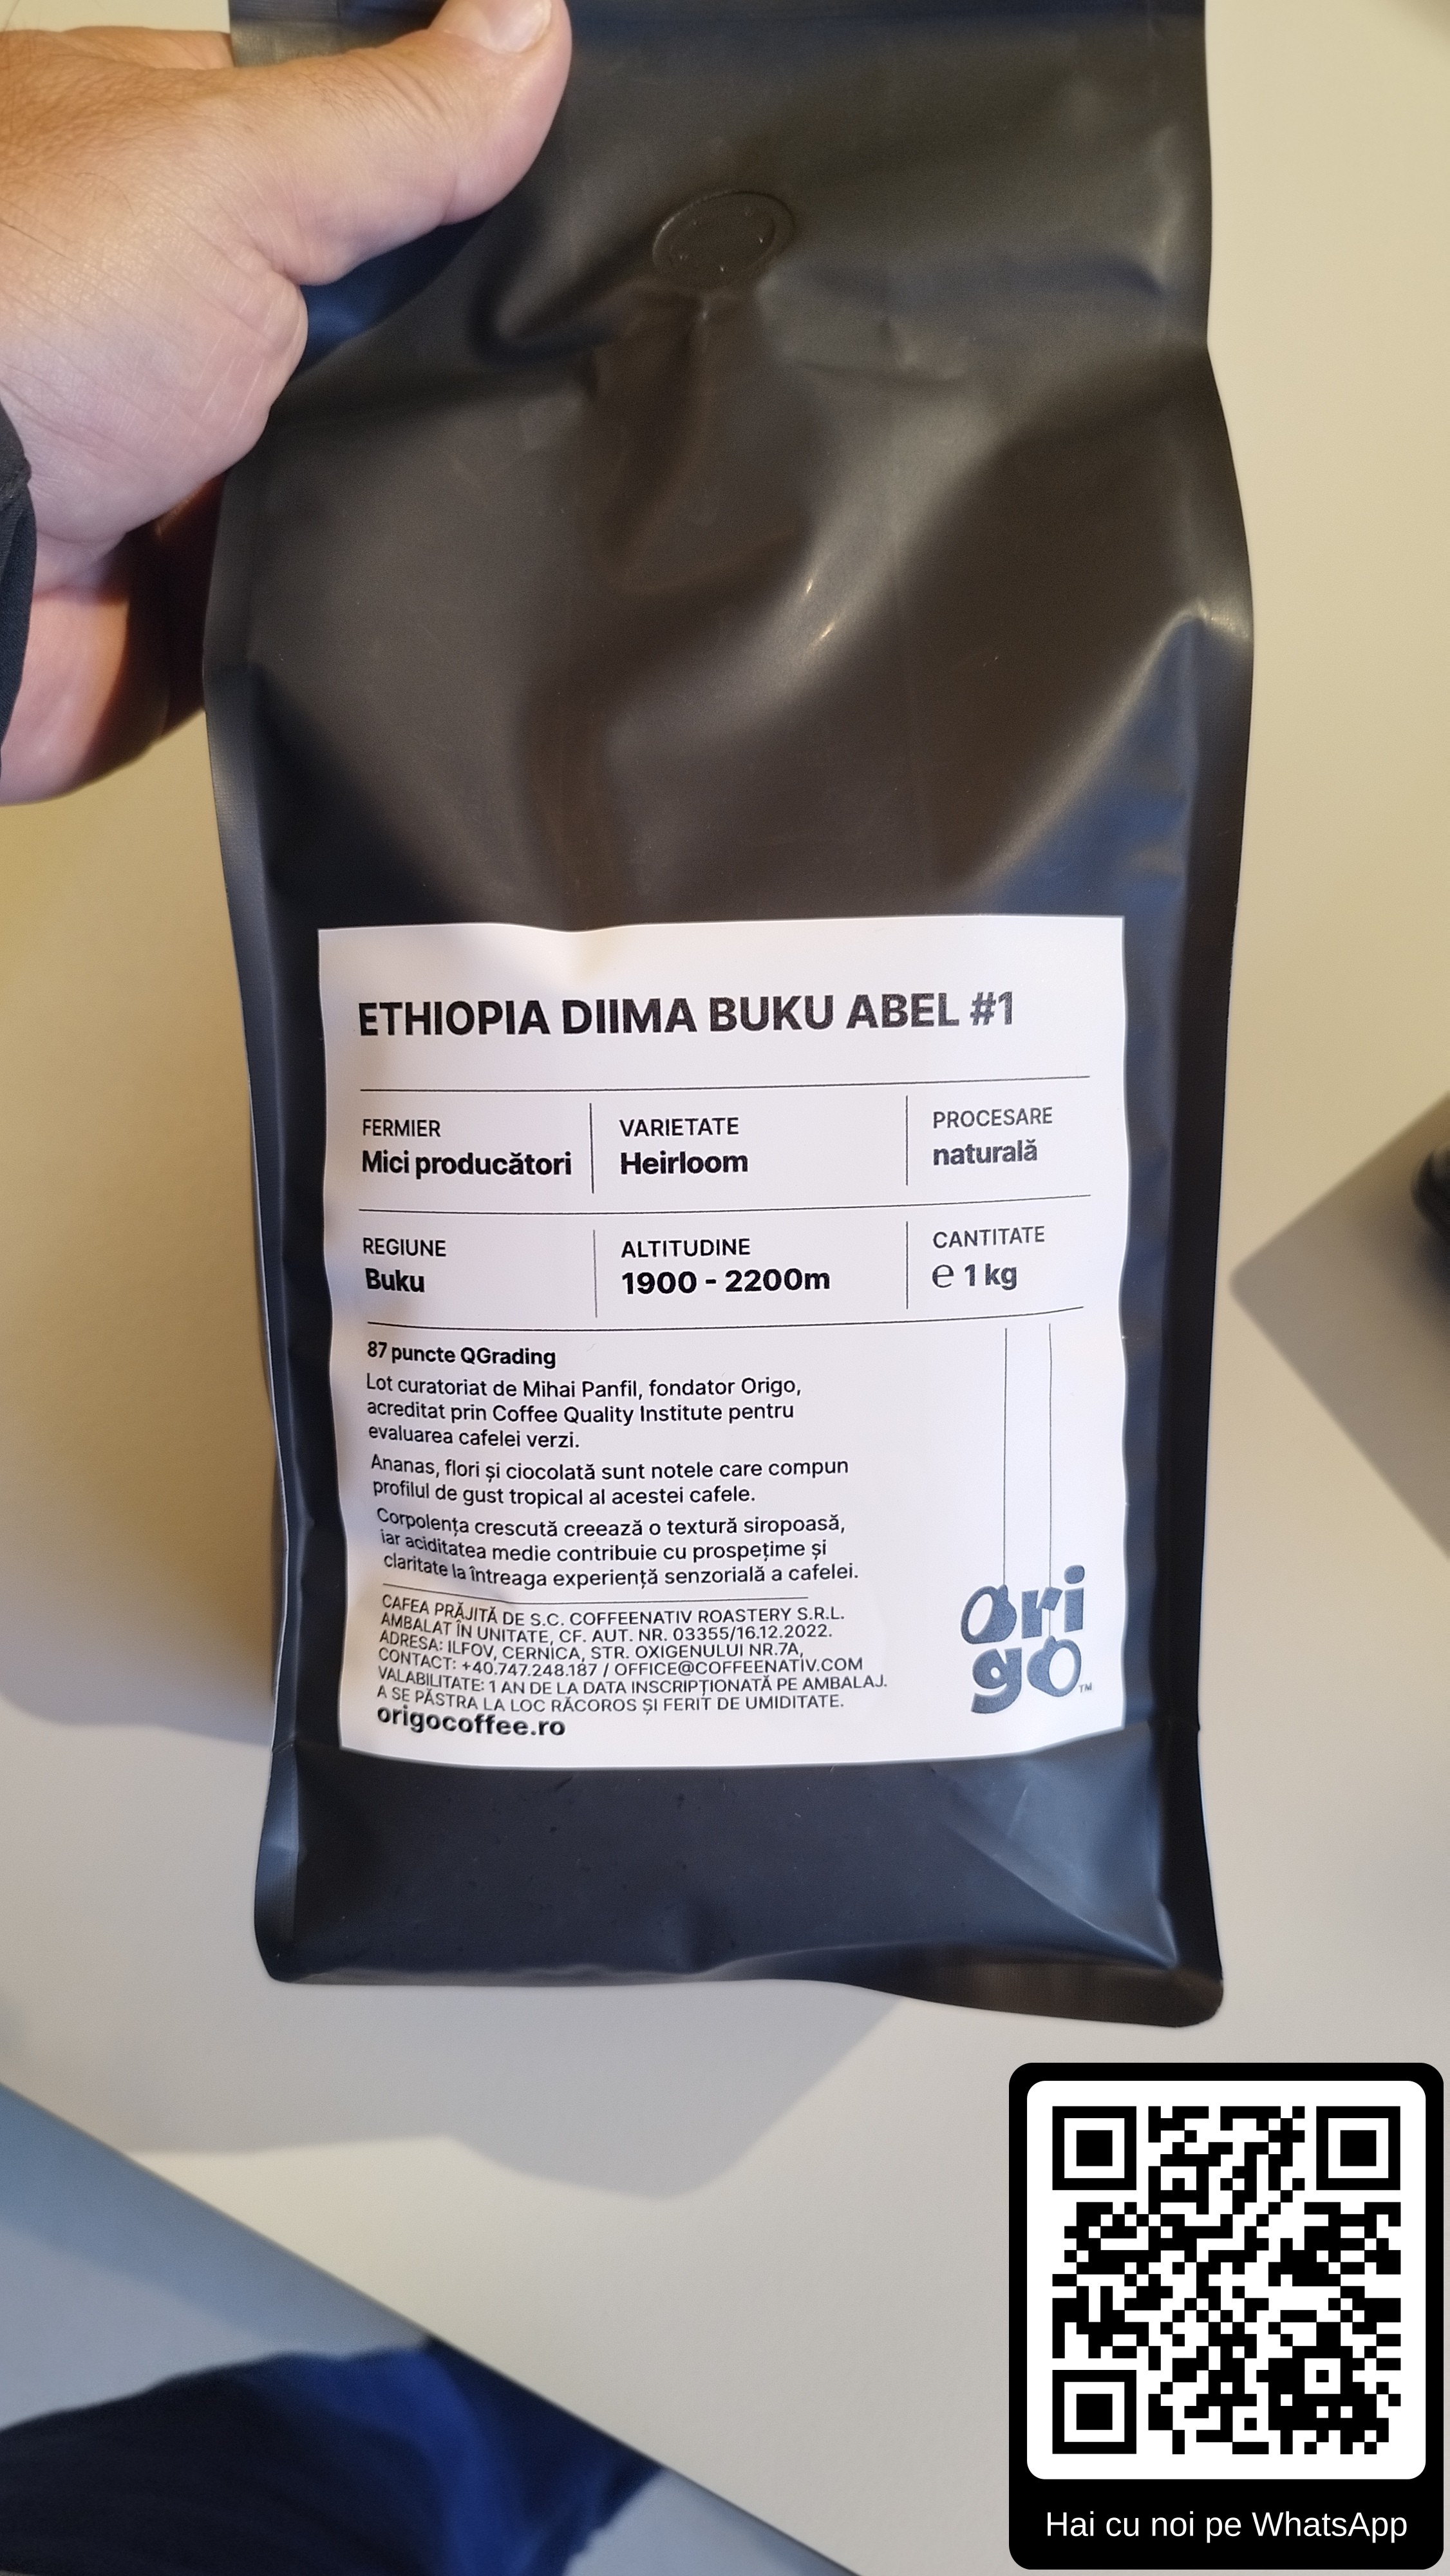 ETHIOPIA DIIMA BUKU ABEL #1
FERMIER
Mici producători
VARIETATE
Heirloom
PROCESARE
naturală
REGIUNE
Buku
ALTITUDINE
1900 - 2200m
CANTITATE
℮ 1 kg
87 puncte QGrading
Lot curatoriat de Mihai Panfil, fondator Origo,
acreditat prin Coffee Quality Institute pentru
evaluarea cafelei verzi.
Ananas, flori și ciocolată sunt notele care compun
profilul de gust tropical al acestei cafele.
Corpolența crescută creează o textură siropoasă,
iar aciditatea medie contribuie cu prospețime și
claritate la întreaga experiență senzorială a cafelei.
CAFEA PRĂJITĂ DE S.C. COFFEENATIV ROASTERY S.R.L.
AMBALAT ÎN UNITATE, CF. AUT. NR. 03355/16.12.2022.
ADRESA: ILFOV, CERNICA, STR. OXIGENULUI NR.7A,
CONTACT: +40.747.248.187 / OFFICE@COFFEENATIV.COM
VALABILITATE: 1 AN DE LA DATA INSCRIPȚIONATĂ PE AMBALAJ.
A SE PĂSTRA LA LOC RĂCOROS ȘI FERIT DE UMIDITATE.
origocoffee.ro
ori
go™
Hai cu noi pe WhatsApp